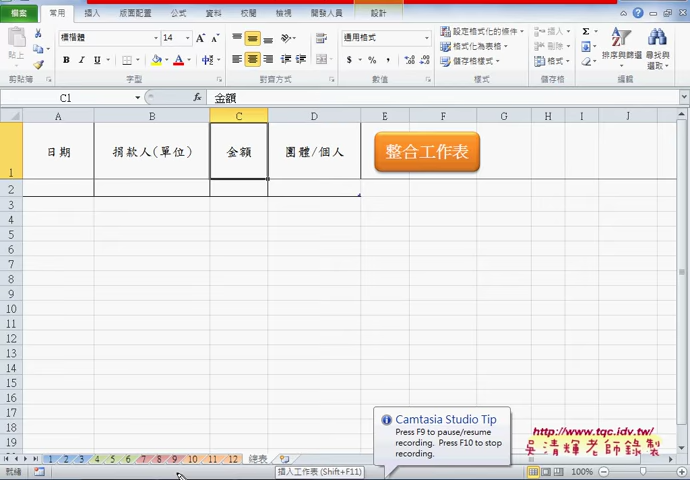 檔案 常用 插入 版面配置 公式 資料 校閱 檢視 開發人員 設計
標楷體 14 A A
通用格式
設定格式化的條件
格式化為表格
儲存格樣式
插入
刪除
格式
Σ
排序與篩選
尋找與選取
貼上
B I U A
$ % ,
剪貼簿 字型 對齊方式 數值 樣式 儲存格 編輯
C1 fx 金額
A B C D E F G H I J
1 日期 捐款人(單位) 金額 團體/個人 整合工作表
2
3
4
5
6
7
8
9
10
11
12
13
14
15
16
17
18
19
Camtasia Studio Tip
Press F9 to pause/resume
recording. Press F10 to stop
recording.
http://www.tqc.idv.tw/
吳清輝老師錄製
1 2 3 4 5 6 7 8 9 10 11 12 總表
就緒 插入工作表 (Shift+F11) 100%